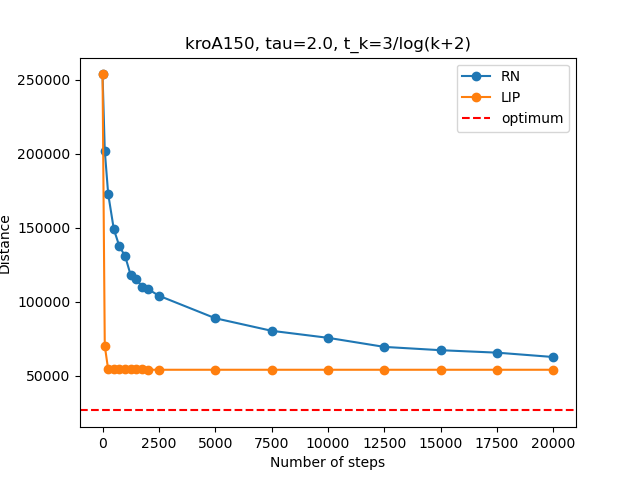 kroA150, tau=2.0, t_k=3/log(k+2)
RN
LIP
optimum
Distance
250000
200000
150000
100000
50000
0 2500 5000 7500 10000 12500 15000 17500 20000
Number of steps